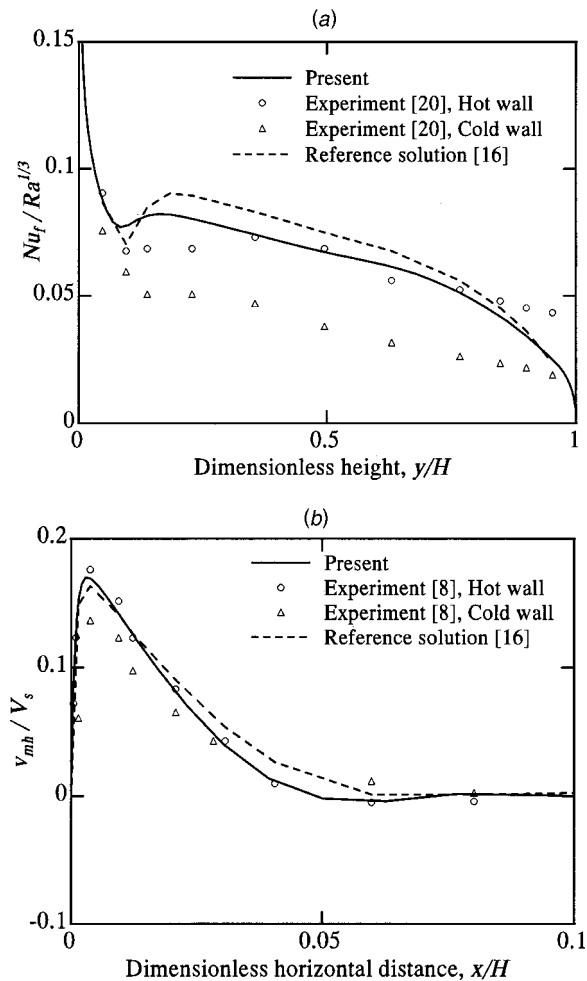 (a)
0.15
Present
Experiment [20], Hot wall
Experiment [20], Cold wall
Reference solution [16]
0.1
Nu_f / Ra^{1/3}
0.05
0
0
0.5
1
Dimensionless height, y/H
(b)
0.2
Present
Experiment [8], Hot wall
Experiment [8], Cold wall
Reference solution [16]
0.1
v_{mh} / V_s
0
-0.1
0
0.05
0.1
Dimensionless horizontal distance, x/H